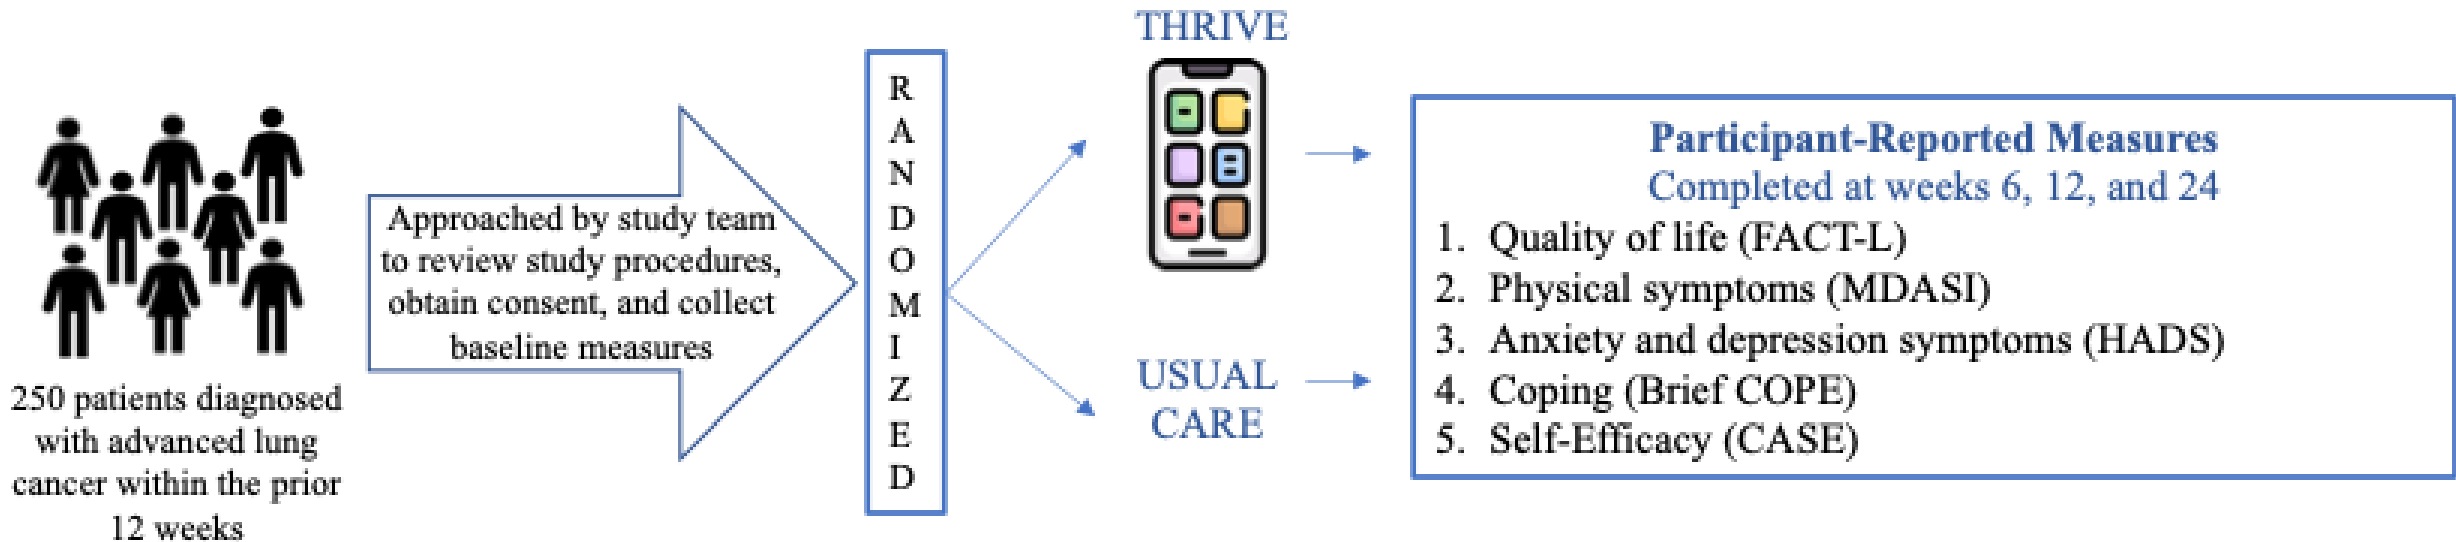 250 patients diagnosed
with advanced lung
cancer within the prior
12 weeks
Approached by study team
to review study procedures,
obtain consent, and collect
baseline measures
R
A
N
D
O
M
I
Z
E
D
THRIVE
USUAL
CARE
Participant-Reported Measures
Completed at weeks 6, 12, and 24
1. Quality of life (FACT-L)
2. Physical symptoms (MDASI)
3. Anxiety and depression symptoms (HADS)
4. Coping (Brief COPE)
5. Self-Efficacy (CASE)